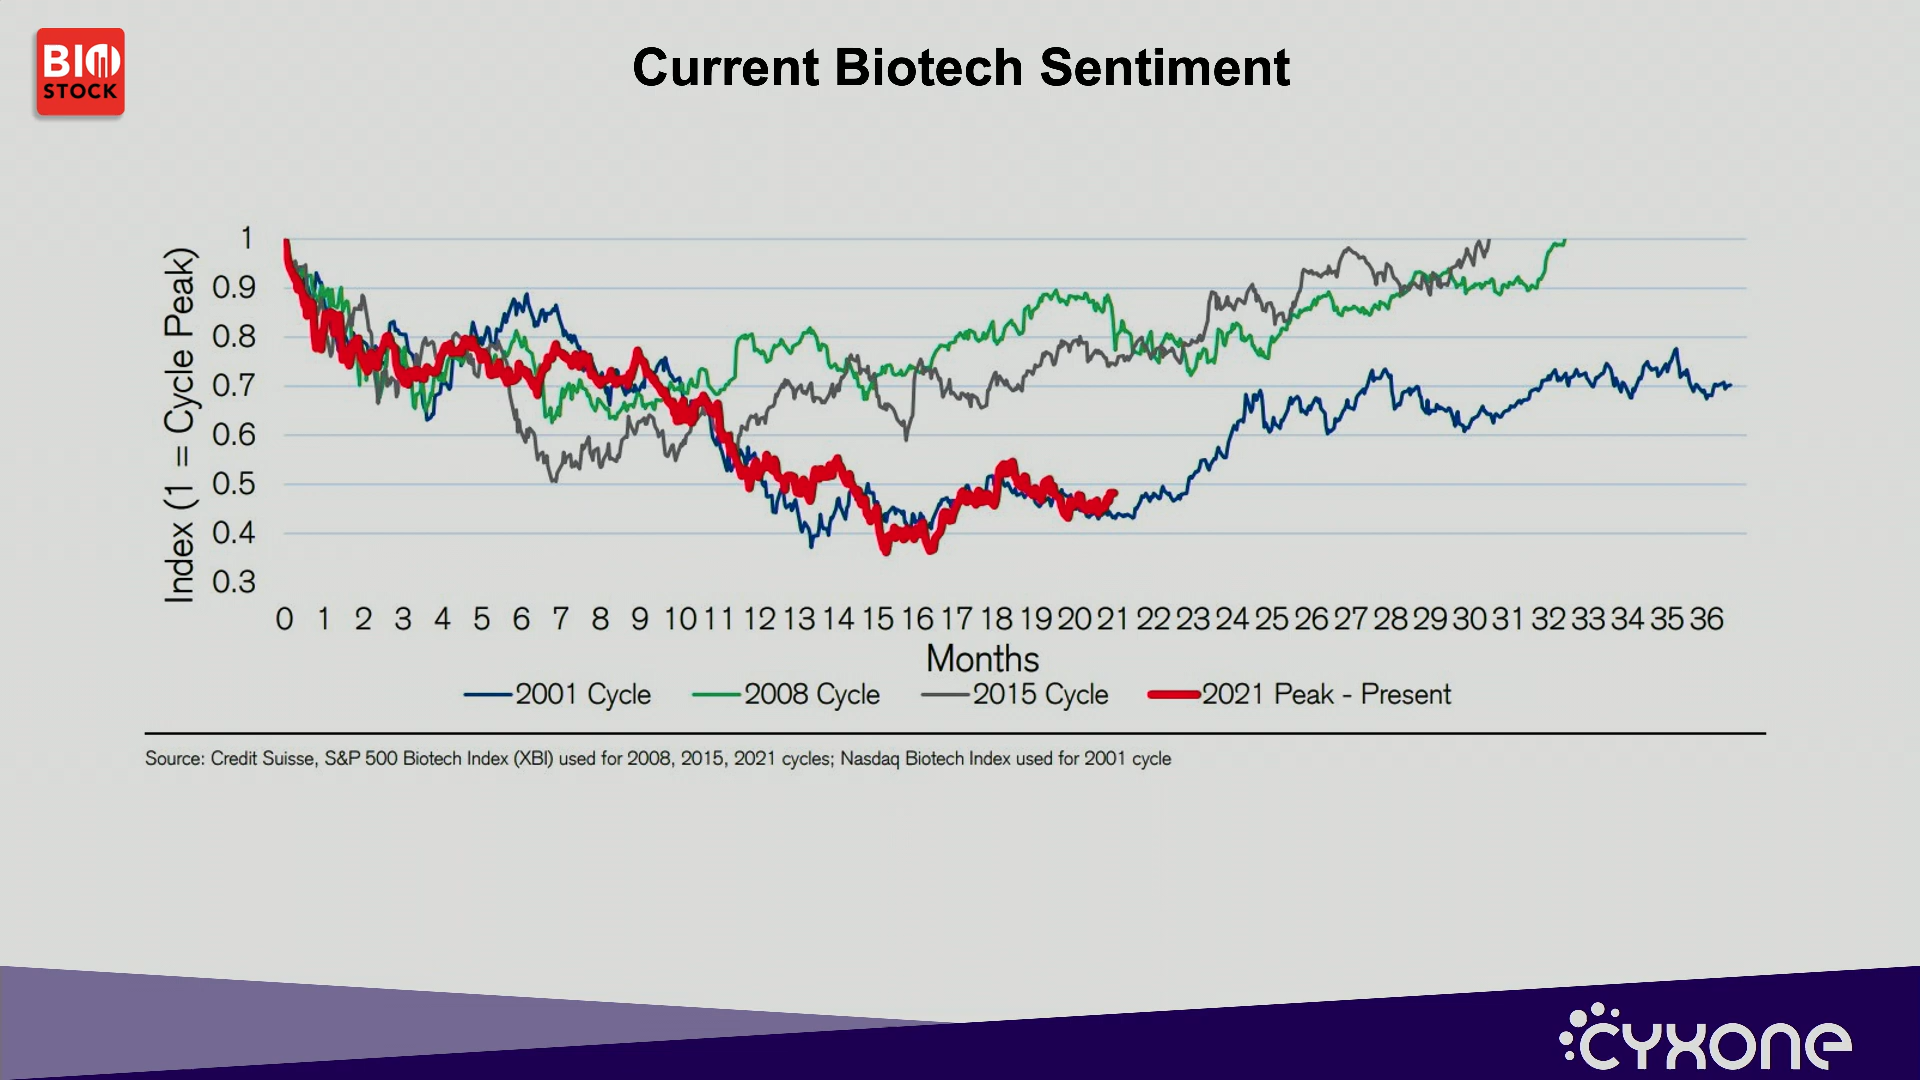 BIO
STOCK
Current Biotech Sentiment
Index (1 = Cycle Peak)
1
0.9
0.8
0.7
0.6
0.5
0.4
0.3
0 1 2 3 4 5 6 7 8 9 10 11 12 13 14 15 16 17 18 19 20 21 22 23 24 25 26 27 28 29 30 31 32 33 34 35 36
Months
2001 Cycle 2008 Cycle 2015 Cycle 2021 Peak - Present
Source: Credit Suisse, S&P 500 Biotech Index (XBI) used for 2008, 2015, 2021 cycles; Nasdaq Biotech Index used for 2001 cycle
cyxone